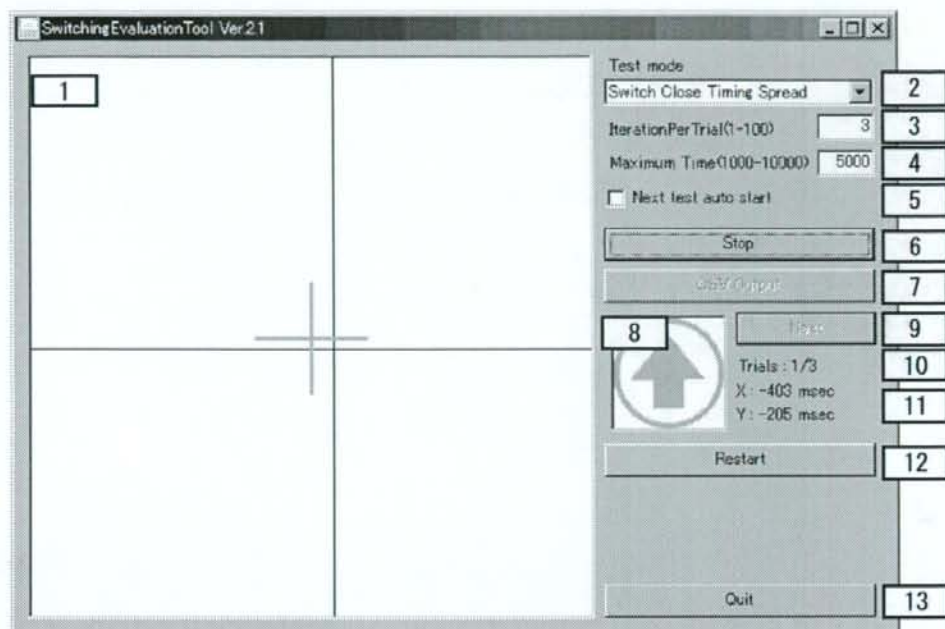 SwitchingEvaluationTool Ver.2.1
1
Test mode
Switch Close Timing Spread
2
IterationPerTrial(1-100)
3
3
Maximum Time(1000-10000)
5000
4
Next test auto start
5
Stop
6
CSV Output
7
8
9
Trials : 1/3
10
X : -403 msec
Y : -205 msec
11
Restart
12
Quit
13